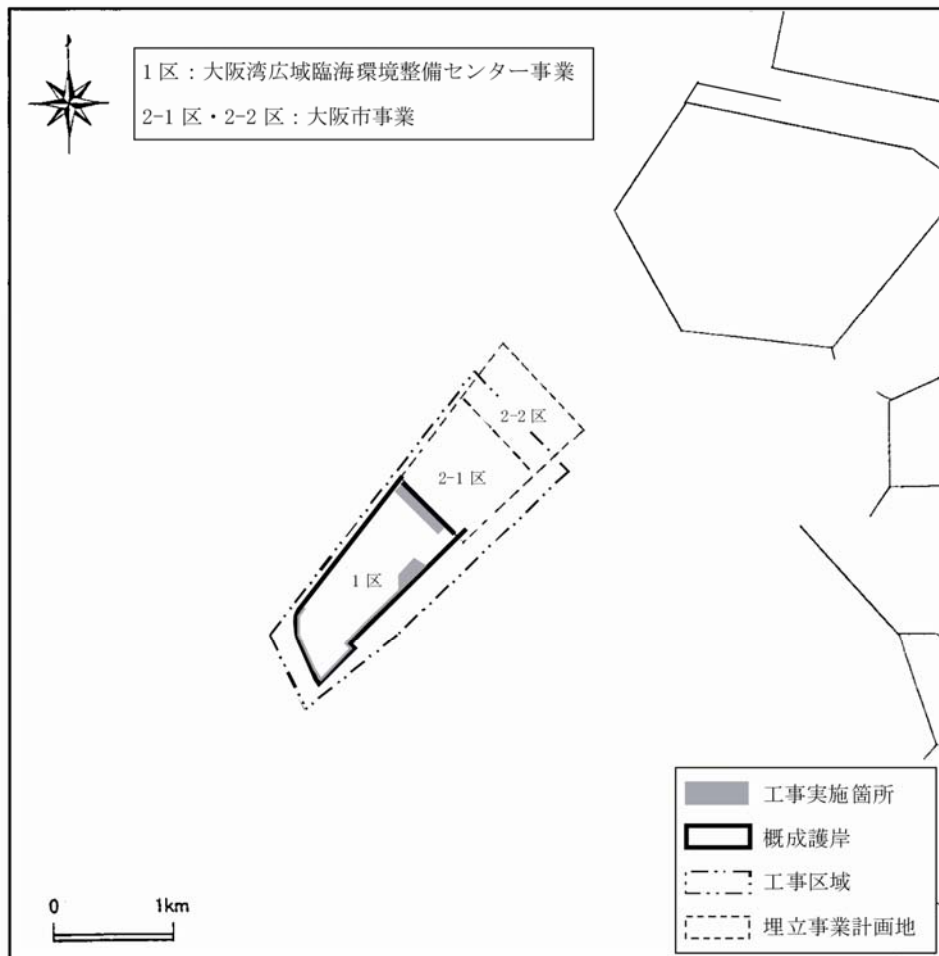 1区：大阪湾広域臨海環境整備センター事業
2-1区・2-2区：大阪市事業
2-2区
2-1区
1区
工事実施箇所
概成護岸
工事区域
埋立事業計画地
0 1km